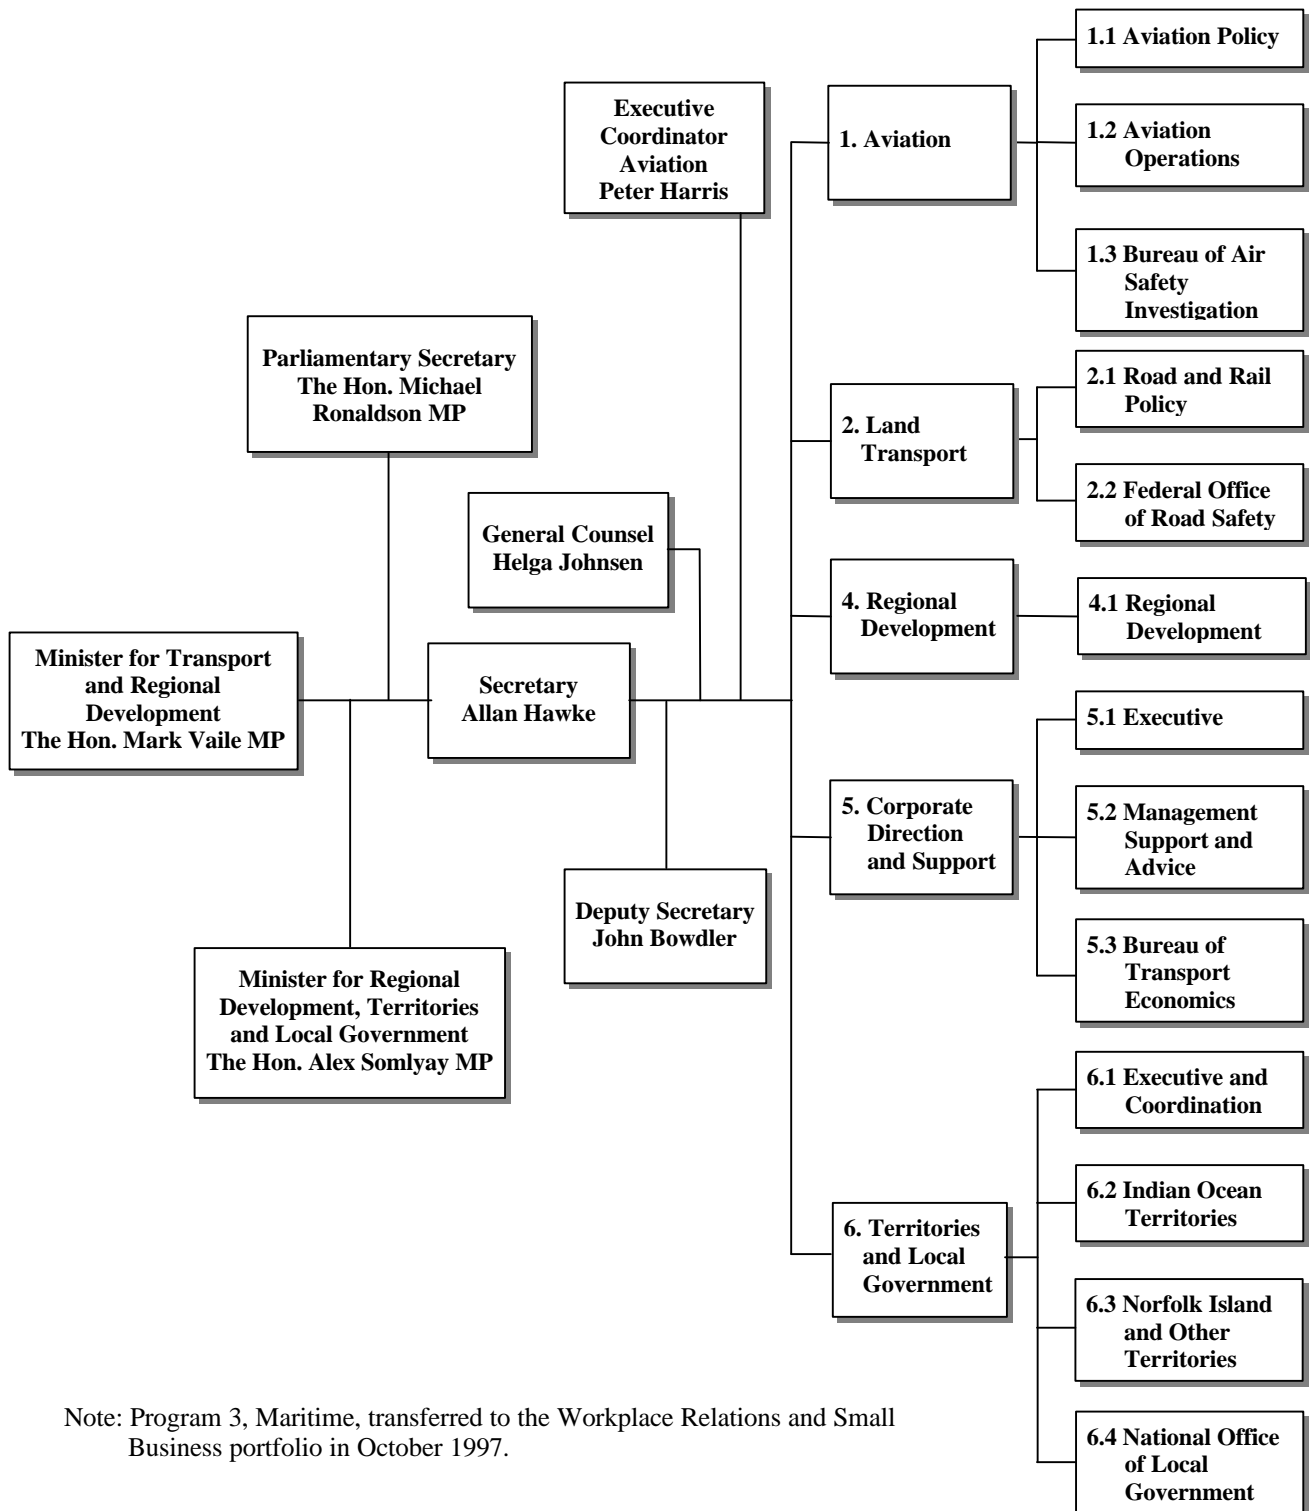 Minister for Transport
and Regional
Development
The Hon. Mark Vaile MP
Parliamentary Secretary
The Hon. Michael
Ronaldson MP
Minister for Regional
Development, Territories
and Local Government
The Hon. Alex Somlyay MP
Secretary
Allan Hawke
General Counsel
Helga Johnsen
Executive
Coordinator
Aviation
Peter Harris
Deputy Secretary
John Bowdler
1. Aviation
1.1 Aviation Policy
1.2 Aviation
Operations
1.3 Bureau of Air
Safety
Investigation
2. Land
Transport
2.1 Road and Rail
Policy
2.2 Federal Office
of Road Safety
4. Regional
Development
4.1 Regional
Development
5. Corporate
Direction
and Support
5.1 Executive
5.2 Management
Support and
Advice
5.3 Bureau of
Transport
Economics
6. Territories
and Local
Government
6.1 Executive and
Coordination
6.2 Indian Ocean
Territories
6.3 Norfolk Island
and Other
Territories
6.4 National Office
of Local
Government
Note: Program 3, Maritime, transferred to the Workplace Relations and Small
Business portfolio in October 1997.